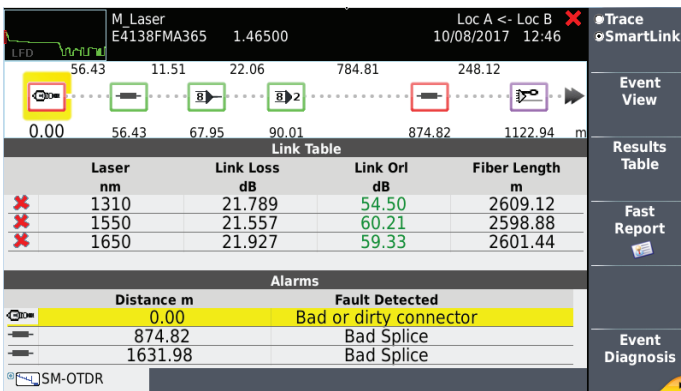 M_Laser
Loc A <- Loc B
E4138FMA365 1.46500
10/08/2017 12:46
LFD
Trace
SmartLink
56.43 11.51 22.06 784.81 248.12
8 8 2
0.00 56.43 67.95 90.01 874.82 1122.94 m
Event
View
Link Table
Laser Link Loss Link Orl Fiber Length
nm dB dB m
1310 21.789 54.50 2609.12
1550 21.557 60.21 2598.88
1650 21.927 59.33 2601.44
Results
Table
Fast
Report
Alarms
Distance m Fault Detected
0.00 Bad or dirty connector
874.82 Bad Splice
1631.98 Bad Splice
Event
Diagnosis
SM-OTDR